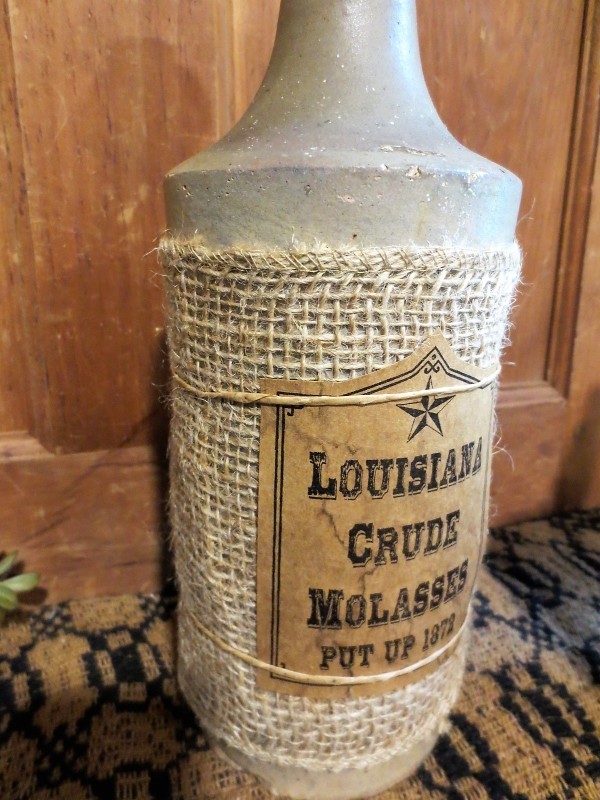 LOUISIANA
CRUDE
MOLASSES
PUT UP 1872